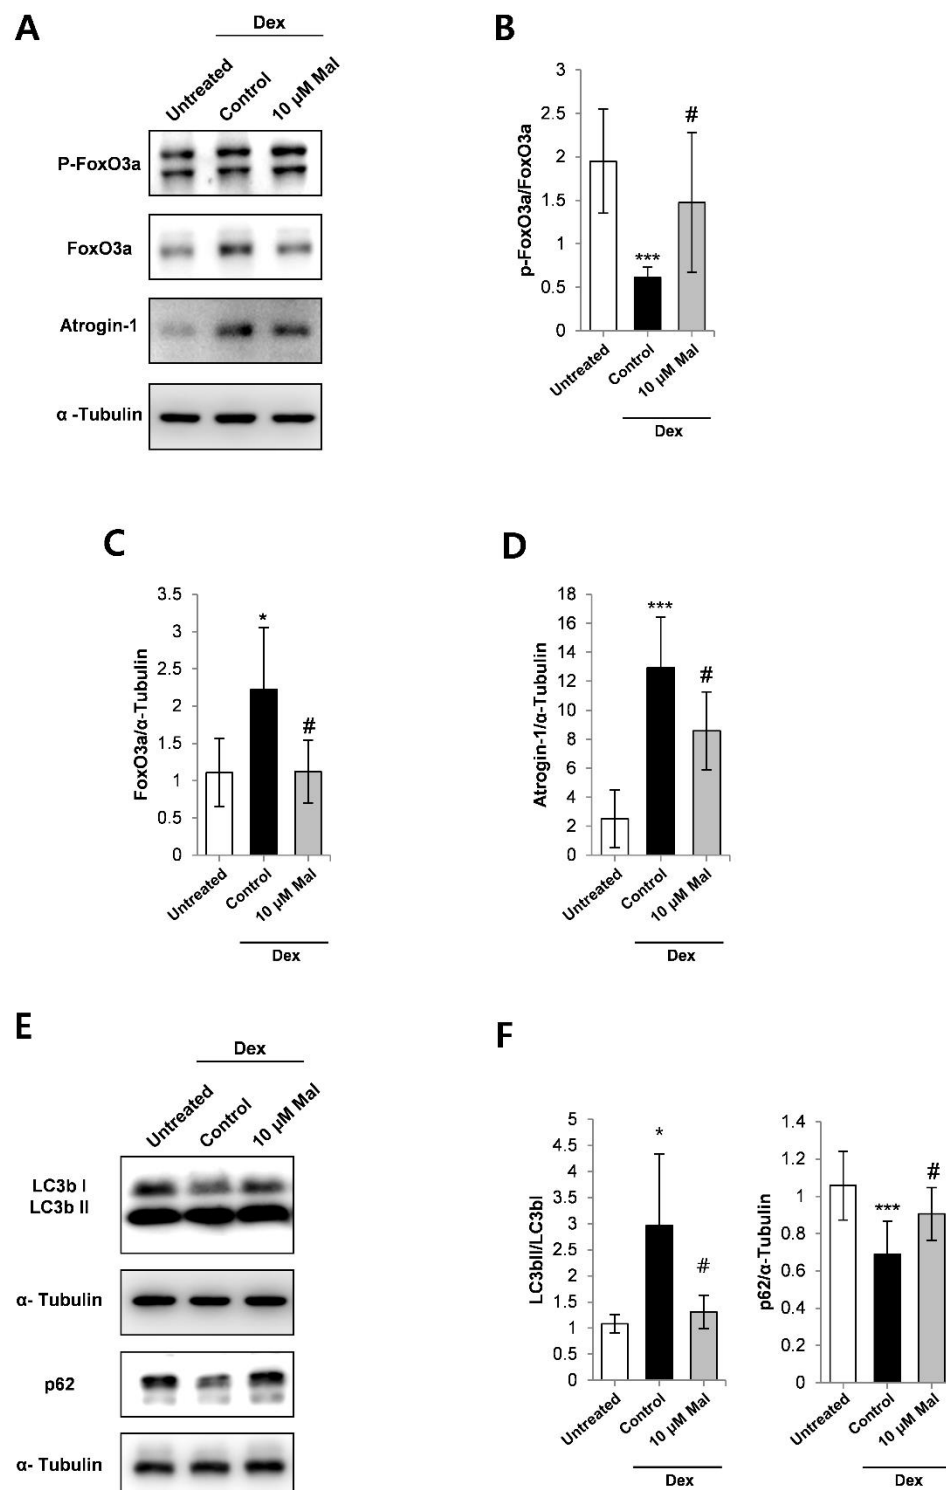 A
Dex
Untreated
Control
10 µM Mal
P-FoxO3a
FoxO3a
Atrogin-1
α -Tubulin
B
p-FoxO3a/FoxO3a
3
2.5
2
1.5
1
0.5
0
***
#
Untreated
Control
10 µM Mal
Dex
C
FoxO3a/α-Tubulin
3.5
3
2.5
2
1.5
1
0.5
0
*
#
Untreated
Control
10 µM Mal
Dex
D
Atrogin-1/α-Tubulin
18
16
14
12
10
8
6
4
2
0
***
#
Untreated
Control
10 µM Mal
Dex
E
Dex
Untreated
Control
10 µM Mal
LC3b I
LC3b II
α- Tubulin
p62
α- Tubulin
F
LC3bII/LC3bI
5
4.5
4
3.5
3
2.5
2
1.5
1
0.5
0
*
#
Untreated
Control
10 µM Mal
Dex
p62/α-Tubulin
1.4
1.2
1
0.8
0.6
0.4
0.2
0
***
#
Untreated
Control
10 µM Mal
Dex